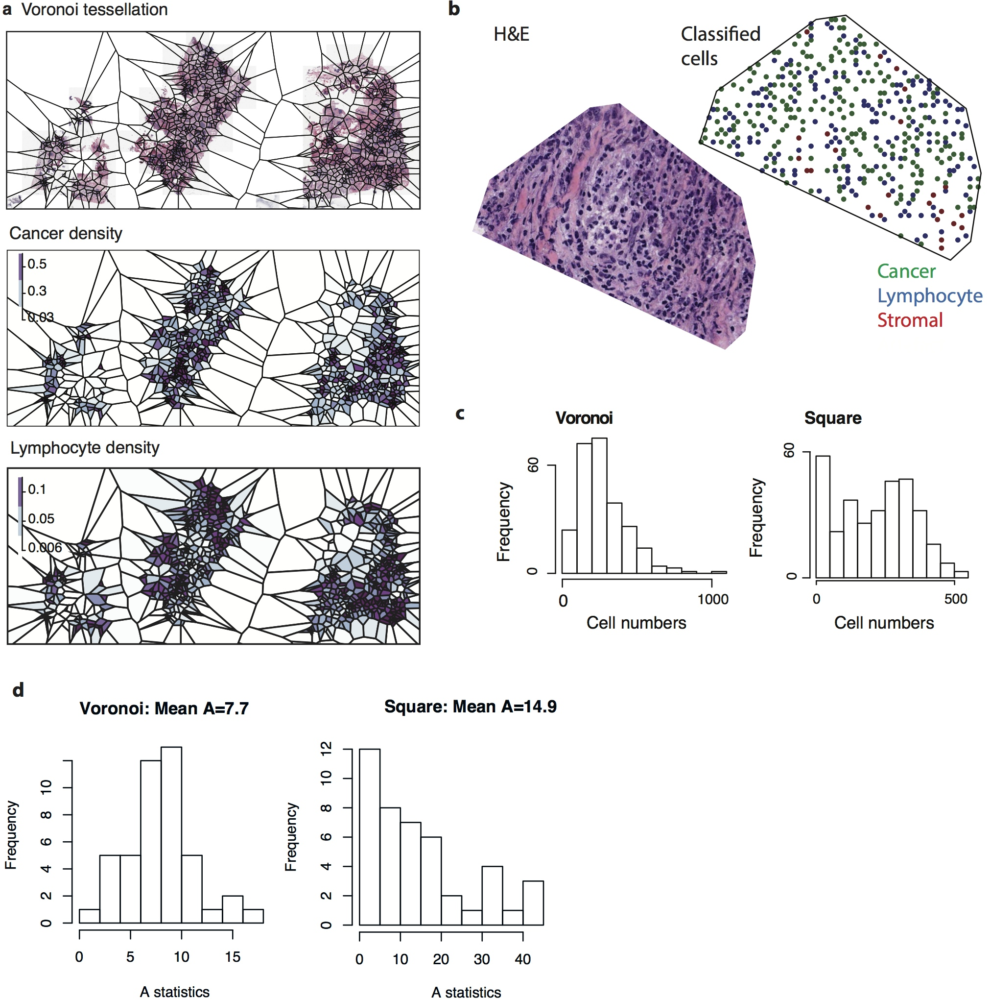 a Voronoi tessellation
Cancer density
0.5
0.3
0.03
Lymphocyte density
0.1
0.05
0.006
b
H&E
Classified
cells
Cancer
Lymphocyte
Stromal
c
Voronoi
Frequency
60
0
0 1000
Cell numbers
Square
Frequency
60
0
0 500
Cell numbers
d
Voronoi: Mean A=7.7
Frequency
10
8
6
4
2
0
0 5 10 15
A statistics
Square: Mean A=14.9
Frequency
12
10
8
6
4
2
0
0 10 20 30 40
A statistics